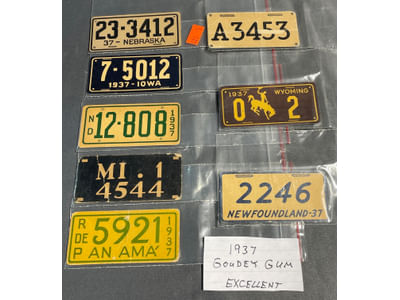 23-3412
37-NEBRASKA
A3453
7-5012
1937-IOWA
1937 WYOMING
0 2
ND 12-808 1937
MI. 1
4544
2246
NEWFOUNDLAND-37
R DE P 5921 1937
PANAMA
1937
GOUDEY GUM
EXCELLENT